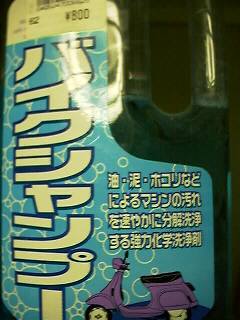 ¥800
62
バイクシャンプー
油・泥・ホコリなど
によるマシンの汚れ
を速やかに分解洗浄
する強力化学洗浄剤